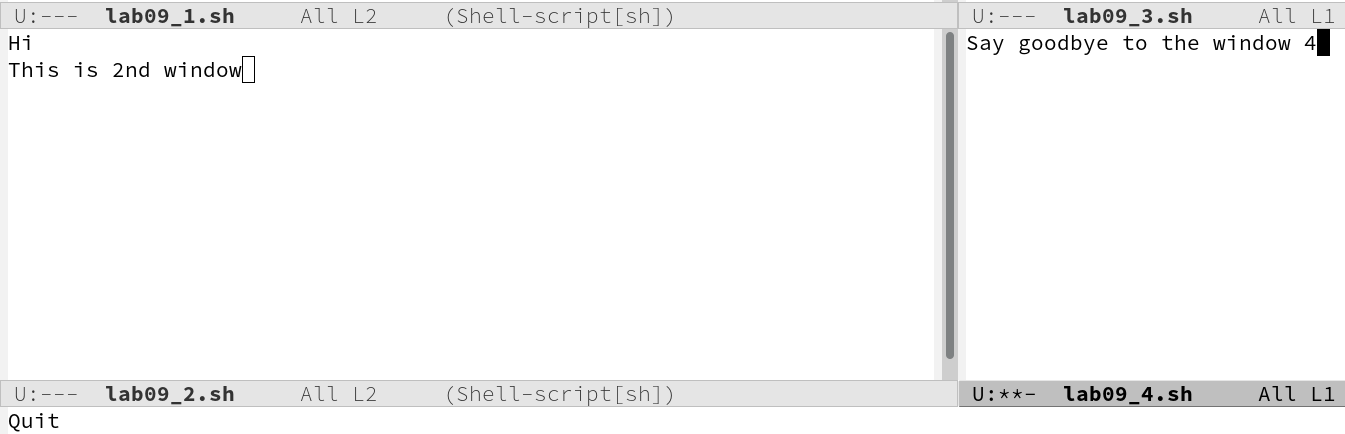 U:---  lab09_1.sh     All L2     (Shell-script[sh])
Hi
This is 2nd window
U:---  lab09_2.sh     All L2     (Shell-script[sh])
U:---  lab09_3.sh     All L1
Say goodbye to the window 4
U:**-  lab09_4.sh     All L1
Quit